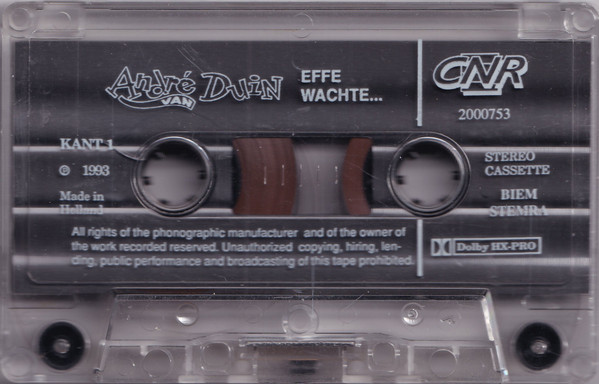 André van Duin
EFFE
WACHTE...
CNR
2000753
KANT 1
℗ 1993
Made in
Holland
STEREO
CASSETTE
BIEM
STEMRA
All rights of the phonographic manufacturer and of the owner of
the work recorded reserved. Unauthorized copying, hiring, len-
ding, public performance and broadcasting of this tape prohibited.
Dolby HX-PRO